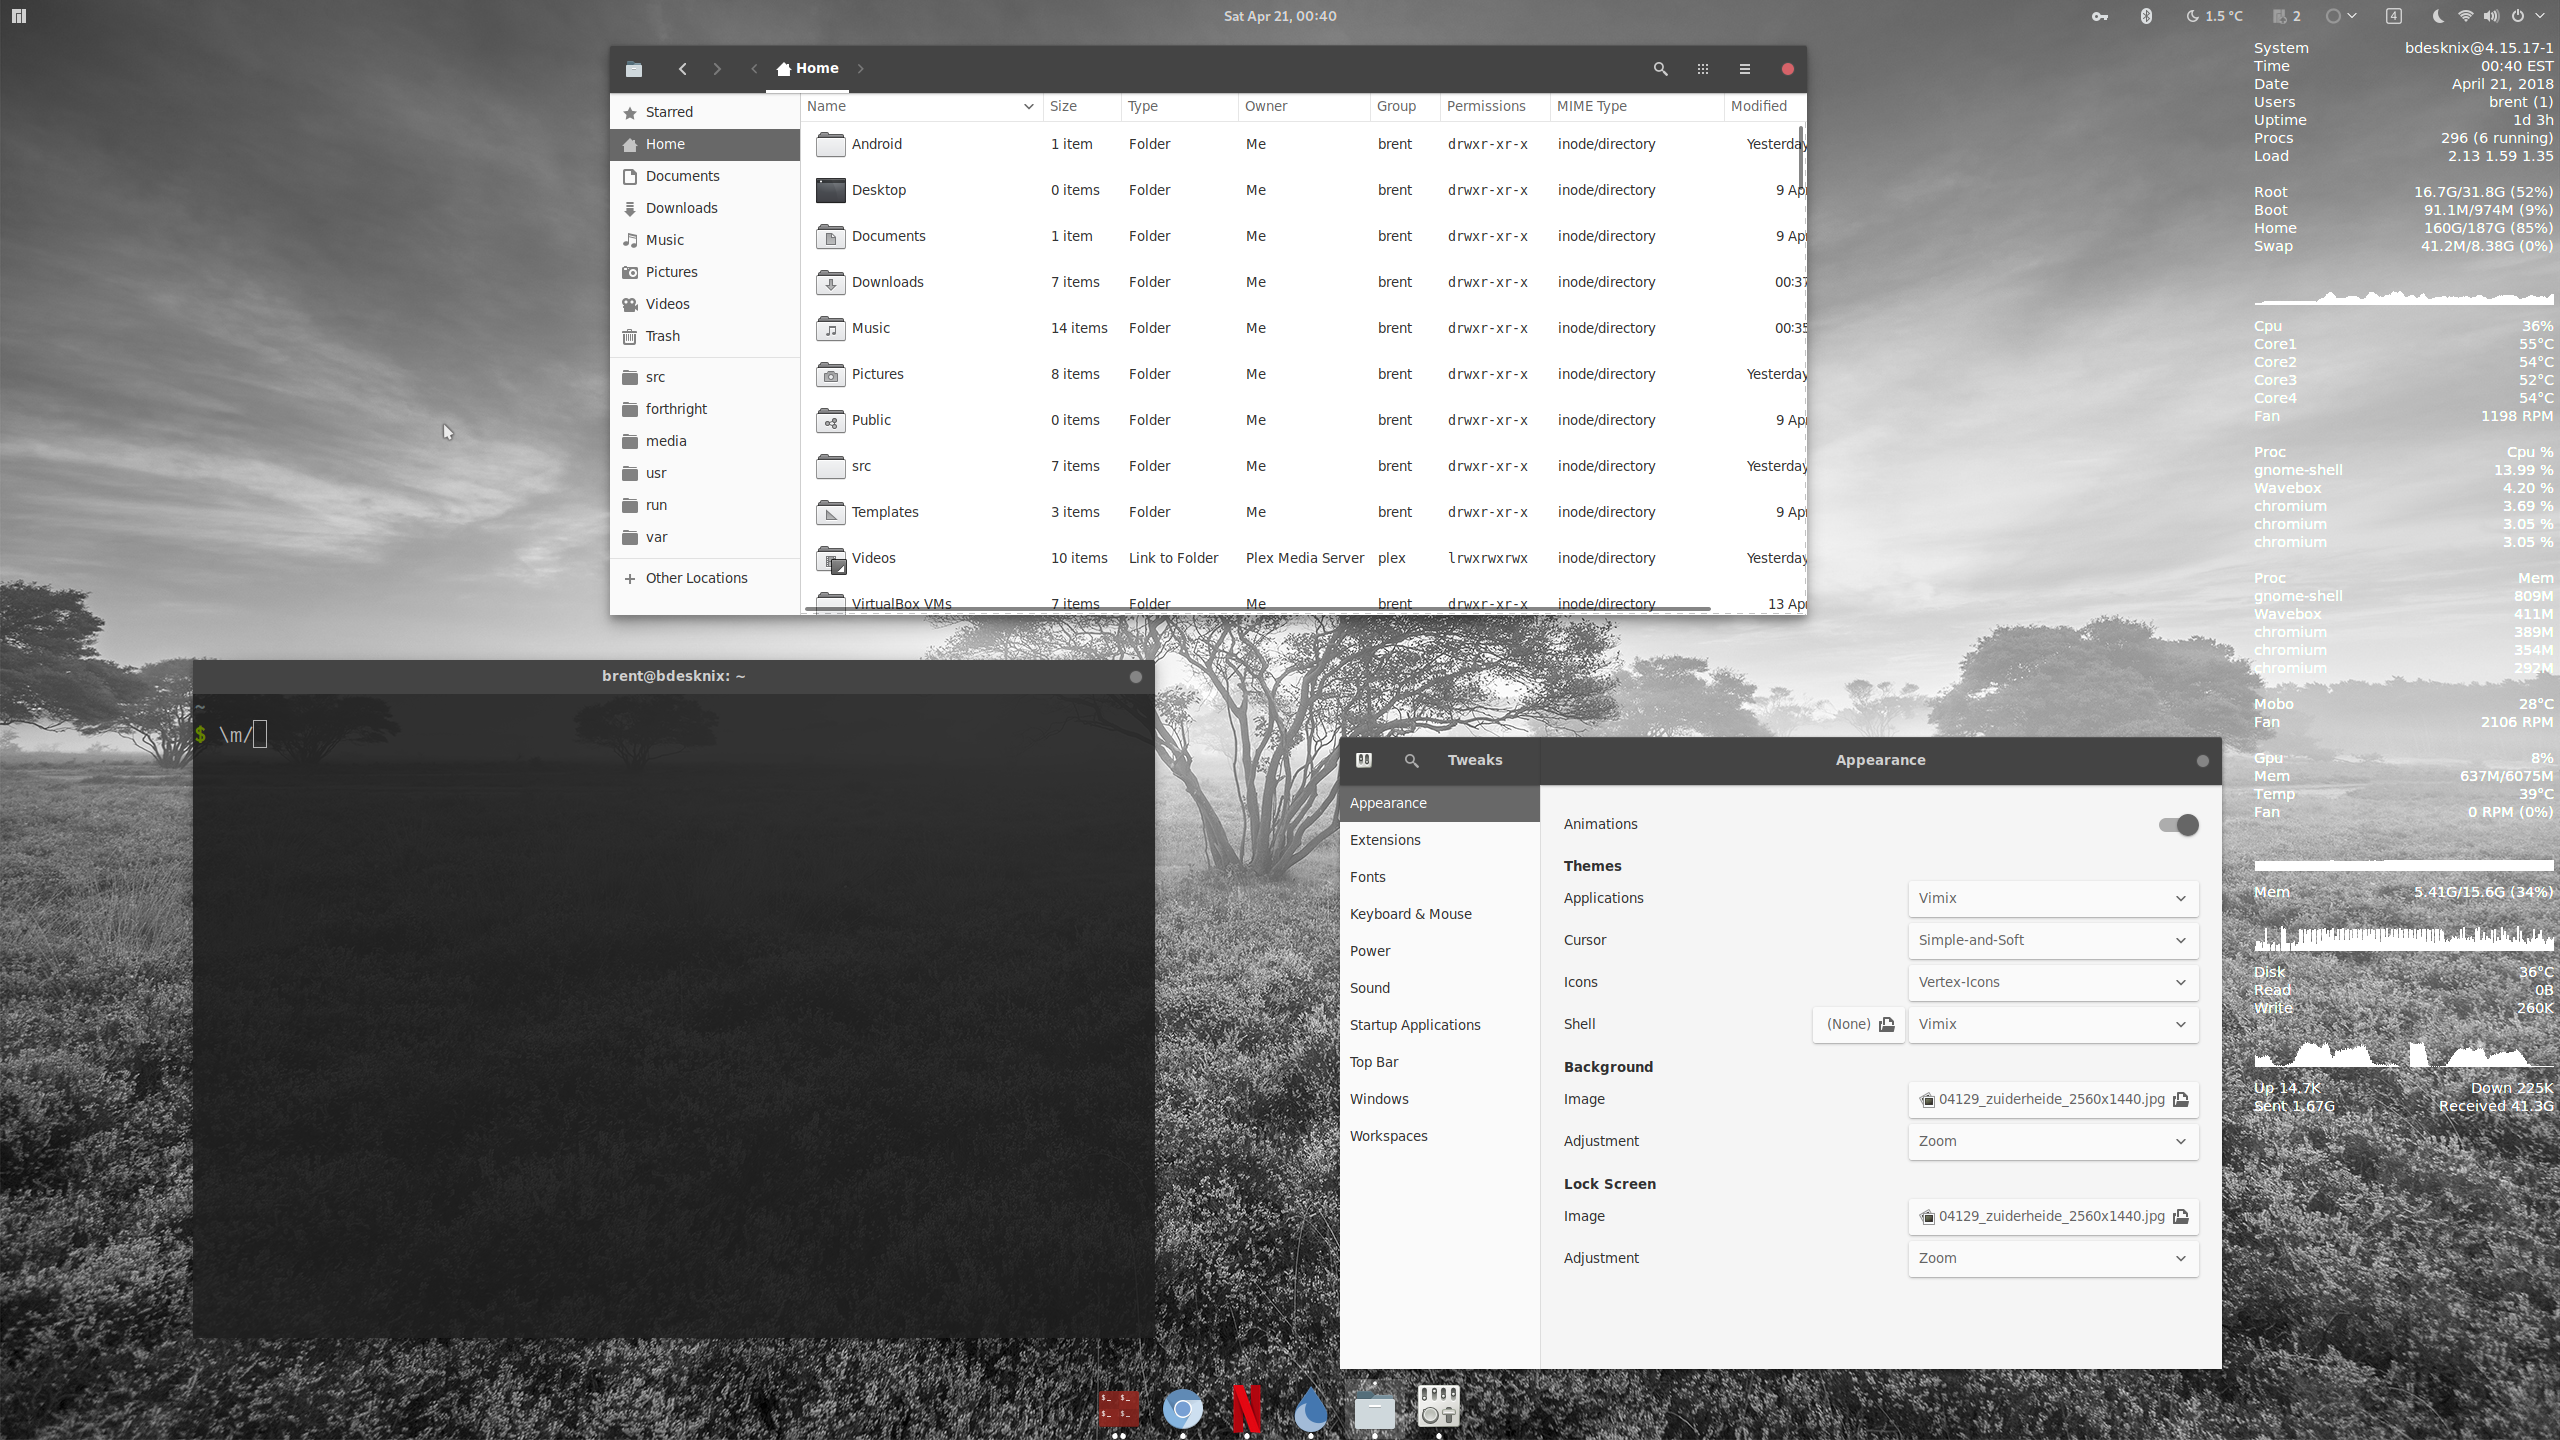 Sat Apr 21, 00:40
1.5 °C
2
4
Home
Starred
Home
Documents
Downloads
Music
Pictures
Videos
Trash
src
forthright
media
usr
run
var
Other Locations
Name Size Type Owner Group Permissions MIME Type Modified
Android 1 item Folder Me brent drwxr-xr-x inode/directory Yesterday
Desktop 0 items Folder Me brent drwxr-xr-x inode/directory 9 Apr
Documents 1 item Folder Me brent drwxr-xr-x inode/directory 9 Apr
Downloads 7 items Folder Me brent drwxr-xr-x inode/directory 00:37
Music 14 items Folder Me brent drwxr-xr-x inode/directory 00:35
Pictures 8 items Folder Me brent drwxr-xr-x inode/directory Yesterday
Public 0 items Folder Me brent drwxr-xr-x inode/directory 9 Apr
src 7 items Folder Me brent drwxr-xr-x inode/directory Yesterday
Templates 3 items Folder Me brent drwxr-xr-x inode/directory 9 Apr
Videos 10 items Link to Folder Plex Media Server plex lrwxrwxrwx inode/directory Yesterday
VirtualBox VMs 7 items Folder Me brent drwxr-xr-x inode/directory 13 Apr
System bdesknix@4.15.17-1
Time 00:40 EST
Date April 21, 2018
Users brent (1)
Uptime 1d 3h
Procs 296 (6 running)
Load 2.13 1.59 1.35
Root 16.7G/31.8G (52%)
Boot 91.1M/974M (9%)
Home 160G/187G (85%)
Swap 41.2M/8.38G (0%)
Cpu 36%
Core1 55°C
Core2 54°C
Core3 52°C
Core4 54°C
Fan 1198 RPM
Proc Cpu %
gnome-shell 13.99 %
Wavebox 4.20 %
chromium 3.69 %
chromium 3.05 %
chromium 3.05 %
Proc Mem
gnome-shell 809M
Wavebox 411M
chromium 389M
chromium 354M
chromium 292M
Mobo 28°C
Fan 2106 RPM
Gpu 8%
Mem 637M/6075M
Temp 39°C
Fan 0 RPM (0%)
Mem 5.41G/15.6G (34%)
Disk 36°C
Read 0B
Write 260K
Up 14.7K Down 225K
Sent 1.67G Received 41.3G
brent@bdesknix: ~
~
$ \m/
Tweaks
Appearance
Appearance
Extensions
Fonts
Keyboard & Mouse
Power
Sound
Startup Applications
Top Bar
Windows
Workspaces
Animations
Themes
Applications Vimix
Cursor Simple-and-Soft
Icons Vertex-Icons
Shell (None) Vimix
Background
Image 04129_zuiderheide_2560x1440.jpg
Adjustment Zoom
Lock Screen
Image 04129_zuiderheide_2560x1440.jpg
Adjustment Zoom
$_ $_
$_ $_
N